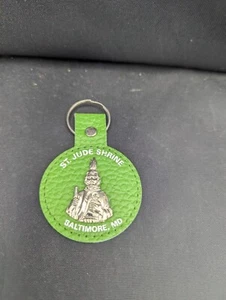 ST. JUDE SHRINE
BALTIMORE, MD